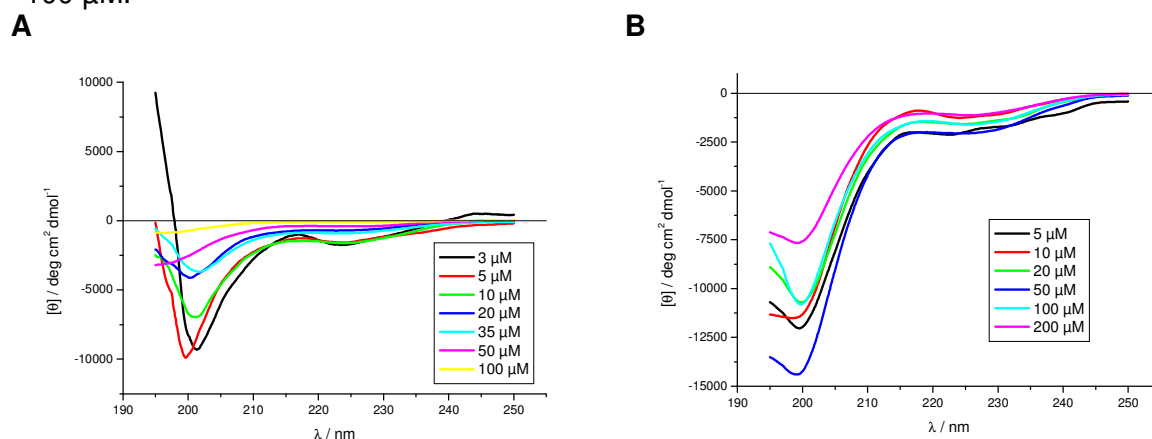 100 µM.
A
B
10000
5000
0
-5000
-10000
[θ] / deg cm² dmol⁻¹
190 200 210 220 230 240 250
λ / nm
3 µM
5 µM
10 µM
20 µM
35 µM
50 µM
100 µM
0
-2500
-5000
-7500
-10000
-12500
-15000
[θ] / deg cm² dmol⁻¹
190 200 210 220 230 240 250
λ / nm
5 µM
10 µM
20 µM
50 µM
100 µM
200 µM